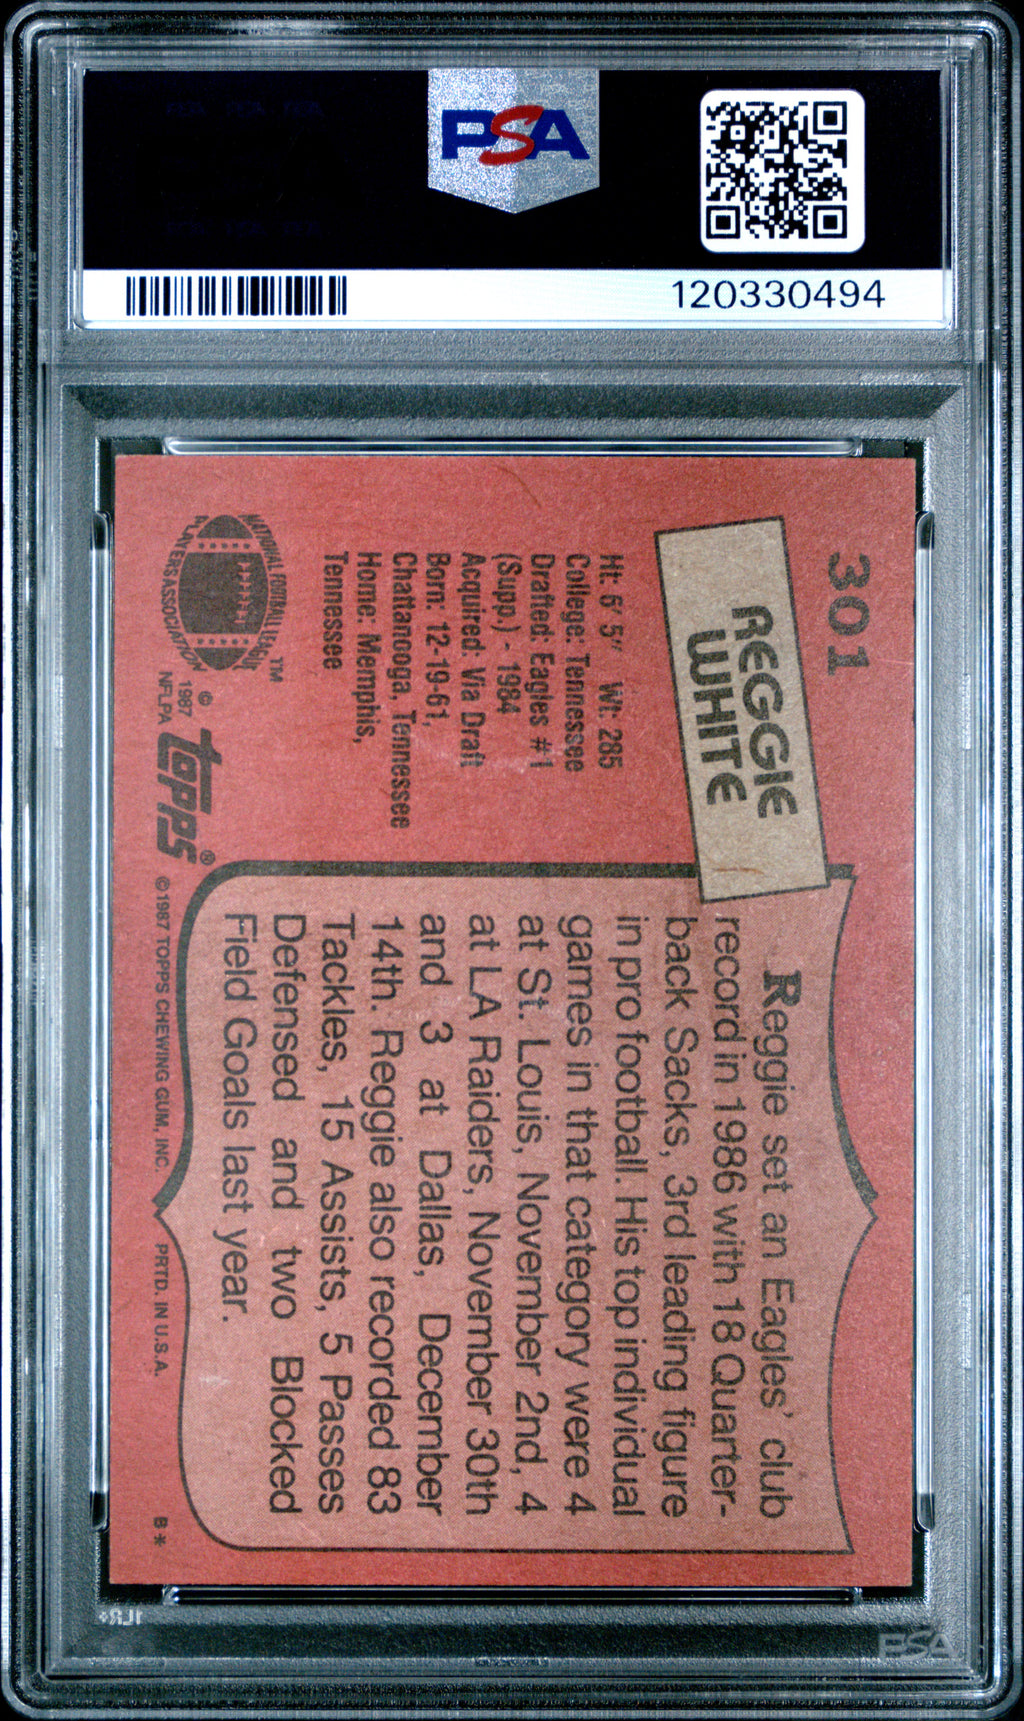 PSA
120330494
301
REGGIE
WHITE
Ht: 6' 5" Wt: 285
College: Tennessee
Drafted: Eagles #1
(Supp.) - 1984
Acquired: Via Draft
Born: 12-19-61,
Chattanooga, Tennessee
Home: Memphis,
Tennessee
NATIONAL FOOTBALL LEAGUE
PLAYERS ASSOCIATION
TM
© 1987
NFLPA
topps®
©1987 TOPPS CHEWING GUM, INC. PRTD. IN U.S.A.
B*
Reggie set an Eagles' club
record in 1986 with 18 Quarter-
back Sacks, 3rd leading figure
in pro football. His top individual
games in that category were 4
at St. Louis, November 2nd, 4
at LA Raiders, November 30th
and 3 at Dallas, December
14th. Reggie also recorded 83
Tackles, 15 Assists, 5 Passes
Defensed and two Blocked
Field Goals last year.
PSA